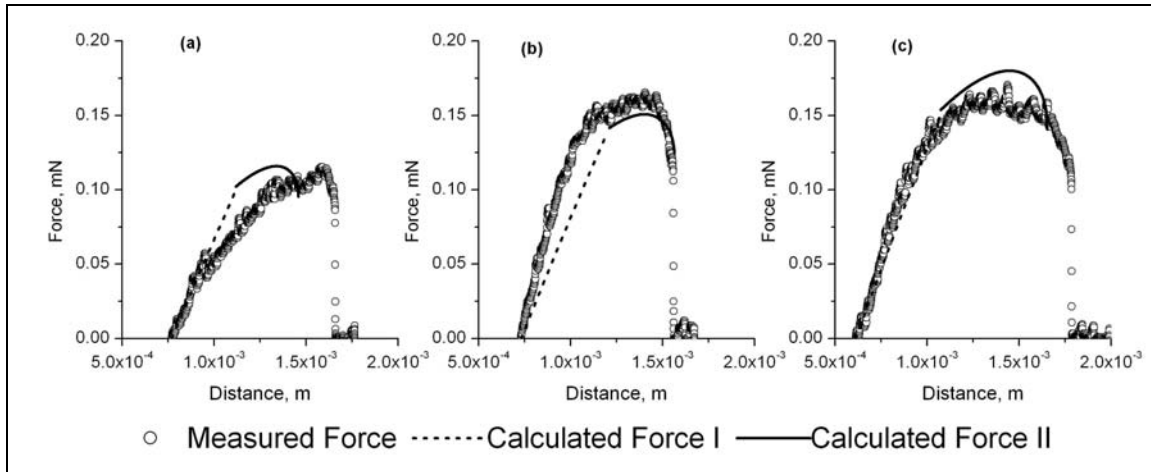 (a)
0.20
0.15
0.10
0.05
0.00
Force, mN
5.0x10⁻⁴ 1.0x10⁻³ 1.5x10⁻³ 2.0x10⁻³
Distance, m
(b)
0.20
0.15
0.10
0.05
0.00
Force, mN
5.0x10⁻⁴ 1.0x10⁻³ 1.5x10⁻³ 2.0x10⁻³
Distance, m
(c)
0.20
0.15
0.10
0.05
0.00
Force, mN
5.0x10⁻⁴ 1.0x10⁻³ 1.5x10⁻³ 2.0x10⁻³
Distance, m
Measured Force Calculated Force I Calculated Force II